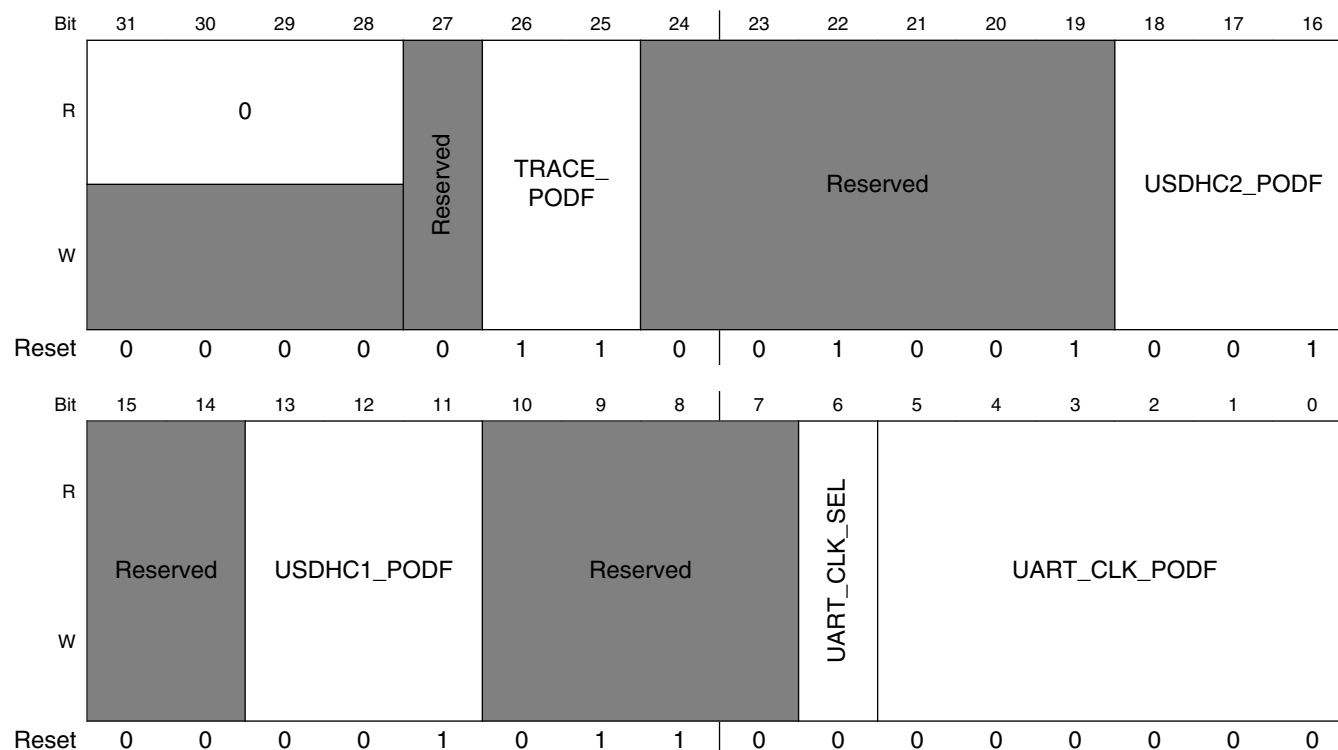 Bit 31 30 29 28 27 26 25 24 23 22 21 20 19 18 17 16
R
0
Reserved
TRACE_
PODF
Reserved
USDHC2_PODF
W
Reset 0 0 0 0 0 1 1 0 0 1 0 0 1 0 0 1
Bit 15 14 13 12 11 10 9 8 7 6 5 4 3 2 1 0
R
Reserved
USDHC1_PODF
Reserved
UART_CLK_SEL
UART_CLK_PODF
W
Reset 0 0 0 0 1 0 1 1 0 0 0 0 0 0 0 0